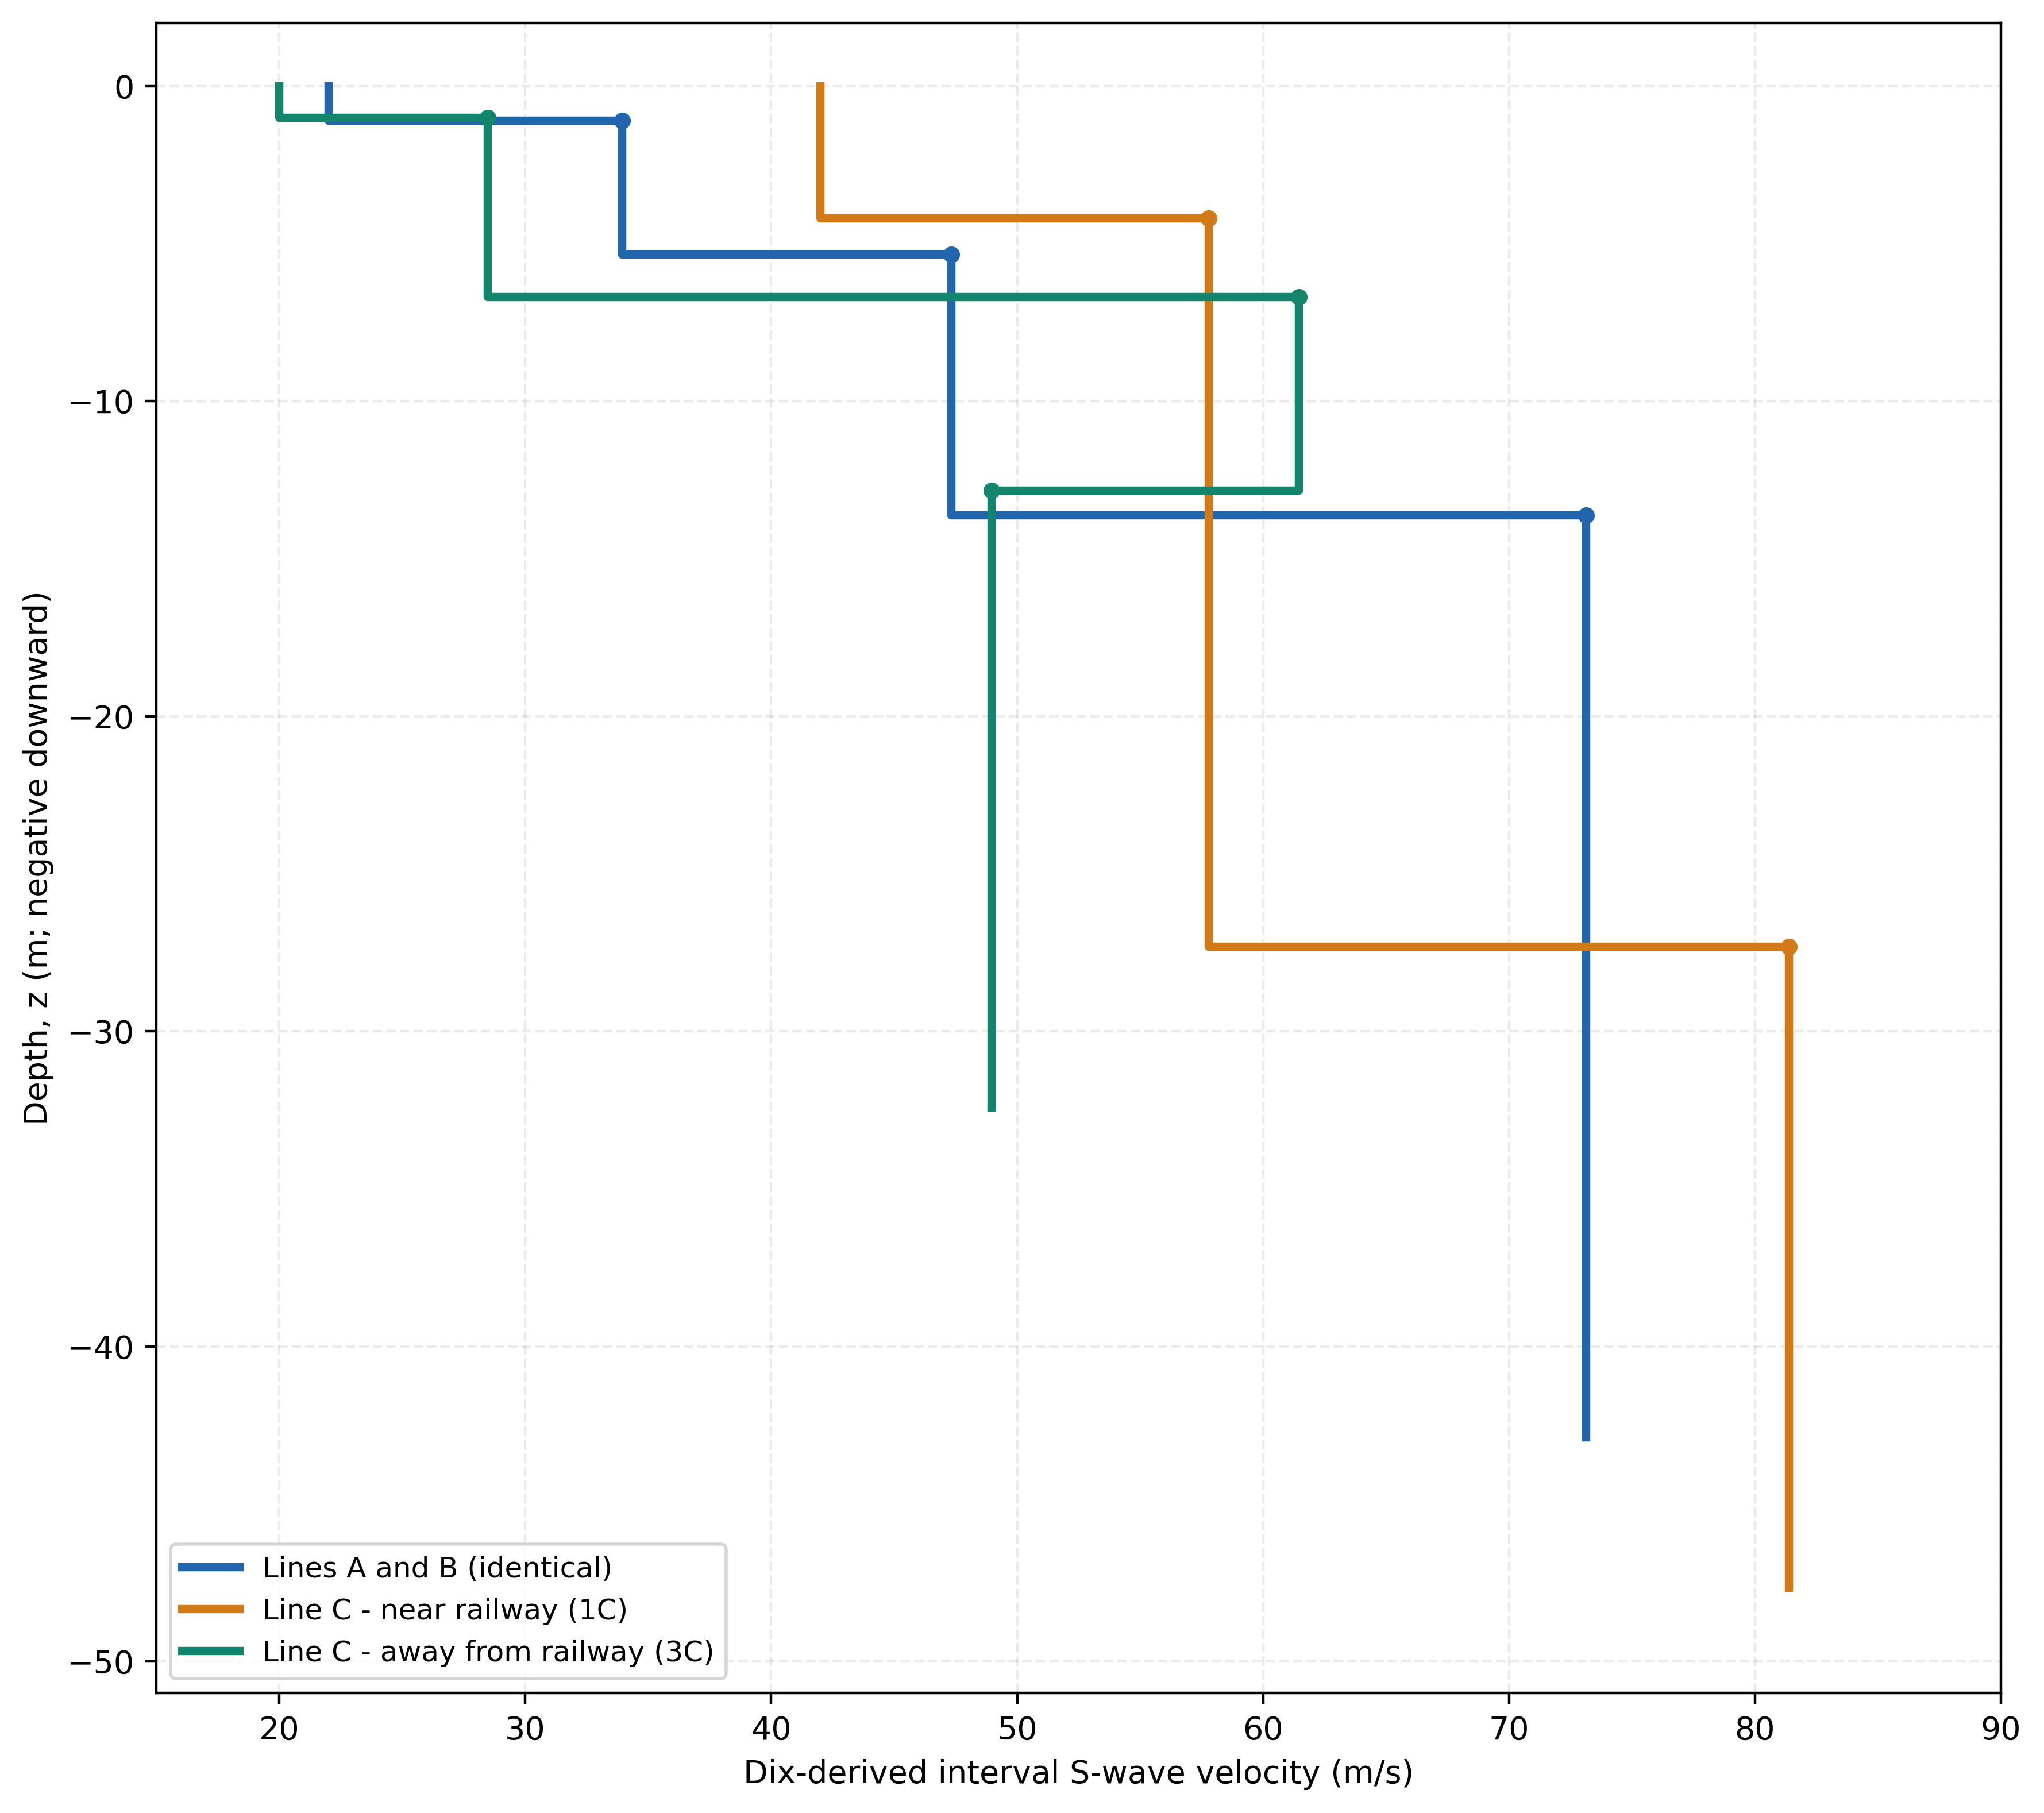 0
−10
−20
−30
−40
−50
Depth, z (m; negative downward)
Lines A and B (identical)
Line C - near railway (1C)
Line C - away from railway (3C)
20 30 40 50 60 70 80 90
Dix-derived interval S-wave velocity (m/s)